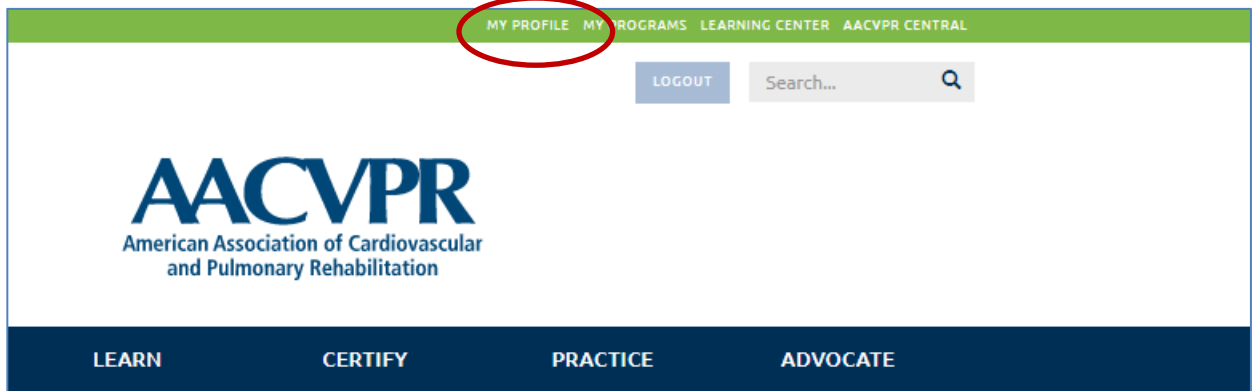 MY PROFILE MY PROGRAMS LEARNING CENTER AACVPR CENTRAL
LOGOUT Search...
AACVPR
American Association of Cardiovascular
and Pulmonary Rehabilitation
LEARN CERTIFY PRACTICE ADVOCATE